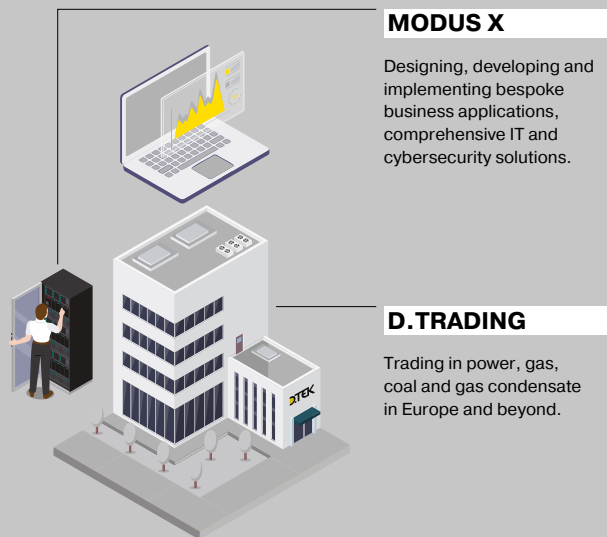 MODUS X
Designing, developing and
implementing bespoke
business applications,
comprehensive IT and
cybersecurity solutions.
D.TRADING
Trading in power, gas,
coal and gas condensate
in Europe and beyond.
DTEK